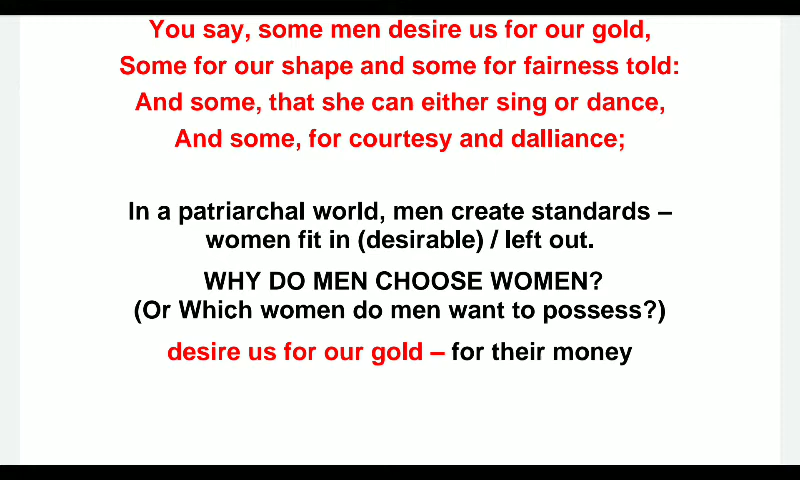 You say, some men desire us for our gold,
Some for our shape and some for fairness told:
And some, that she can either sing or dance,
And some, for courtesy and dalliance;
In a patriarchal world, men create standards –
women fit in (desirable) / left out.
WHY DO MEN CHOOSE WOMEN?
(Or Which women do men want to possess?)
desire us for our gold – for their money